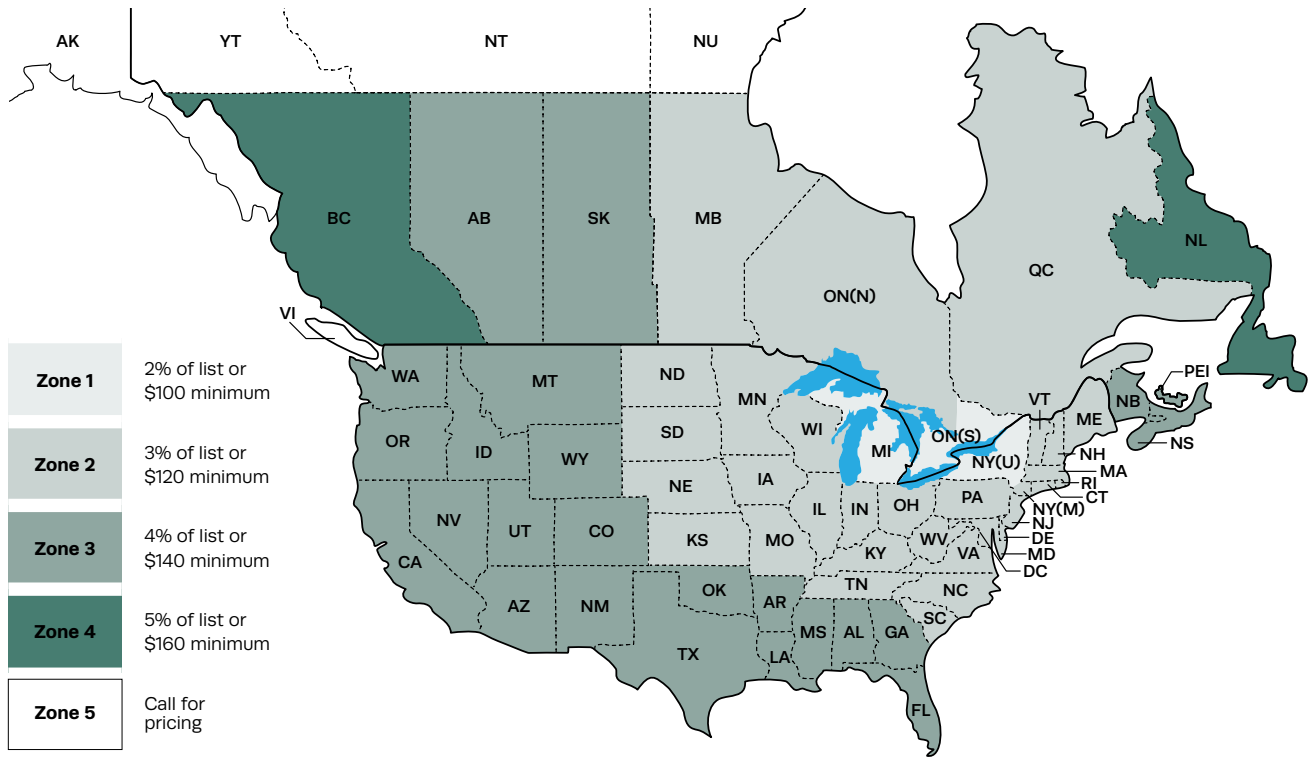 AK
YT
NT
NU
BC
AB
SK
MB
NL
QC
ON(N)
VI
Zone 1
2% of list or
$100 minimum
Zone 2
3% of list or
$120 minimum
Zone 3
4% of list or
$140 minimum
Zone 4
5% of list or
$160 minimum
Zone 5
Call for
pricing
WA
MT
ND
MN
OR
ID
WY
SD
WI
MI
ON(S)
NY(U)
VT
ME
NB
PEI
NS
NH
MA
RI
CT
NY(M)
NJ
DE
MD
DC
NV
UT
CO
NE
IA
IL
IN
OH
PA
CA
KS
MO
KY
WV
VA
AZ
NM
OK
AR
TN
NC
SC
TX
LA
MS
AL
GA
FL